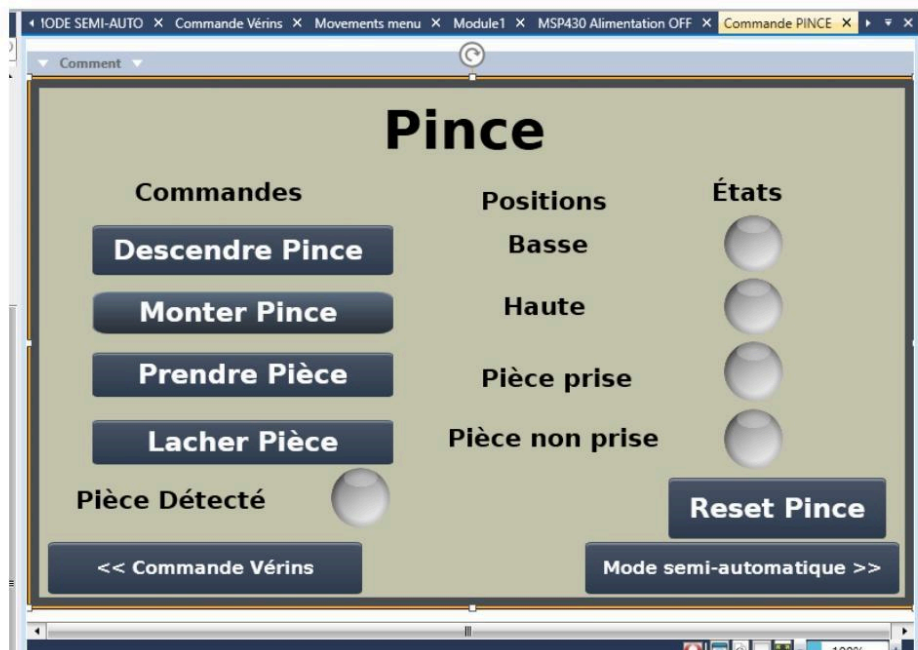 MODE SEMI-AUTO Commande Vérins Movements menu Module1 MSP430 Alimentation OFF Commande PINCE
Comment
Pince
Commandes
Positions
États
Descendre Pince
Basse
Monter Pince
Haute
Prendre Pièce
Pièce prise
Lacher Pièce
Pièce non prise
Pièce Détecté
Reset Pince
<< Commande Vérins
Mode semi-automatique >>
100%